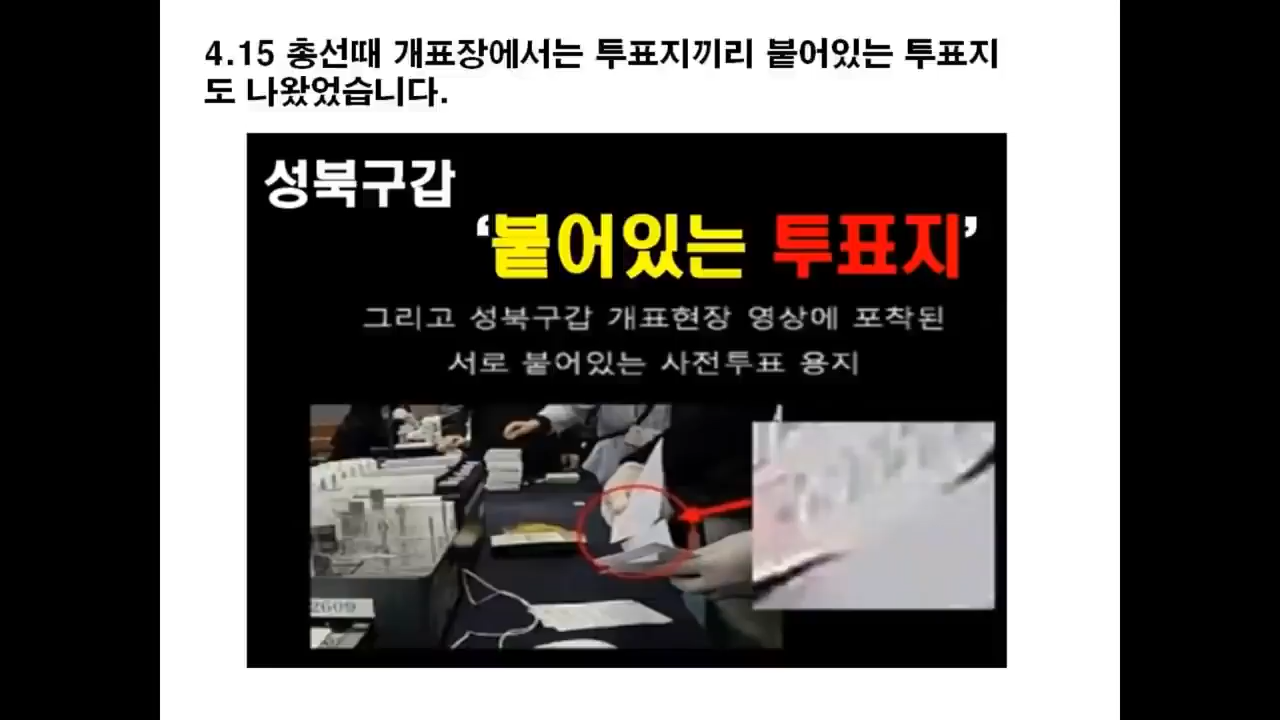 4.15 총선때 개표장에서는 투표지끼리 붙어있는 투표지
도 나왔었습니다.
성북구갑
‘붙어있는 투표지’
그리고 성북구갑 개표현장 영상에 포착된
서로 붙어있는 사전투표 용지
2609